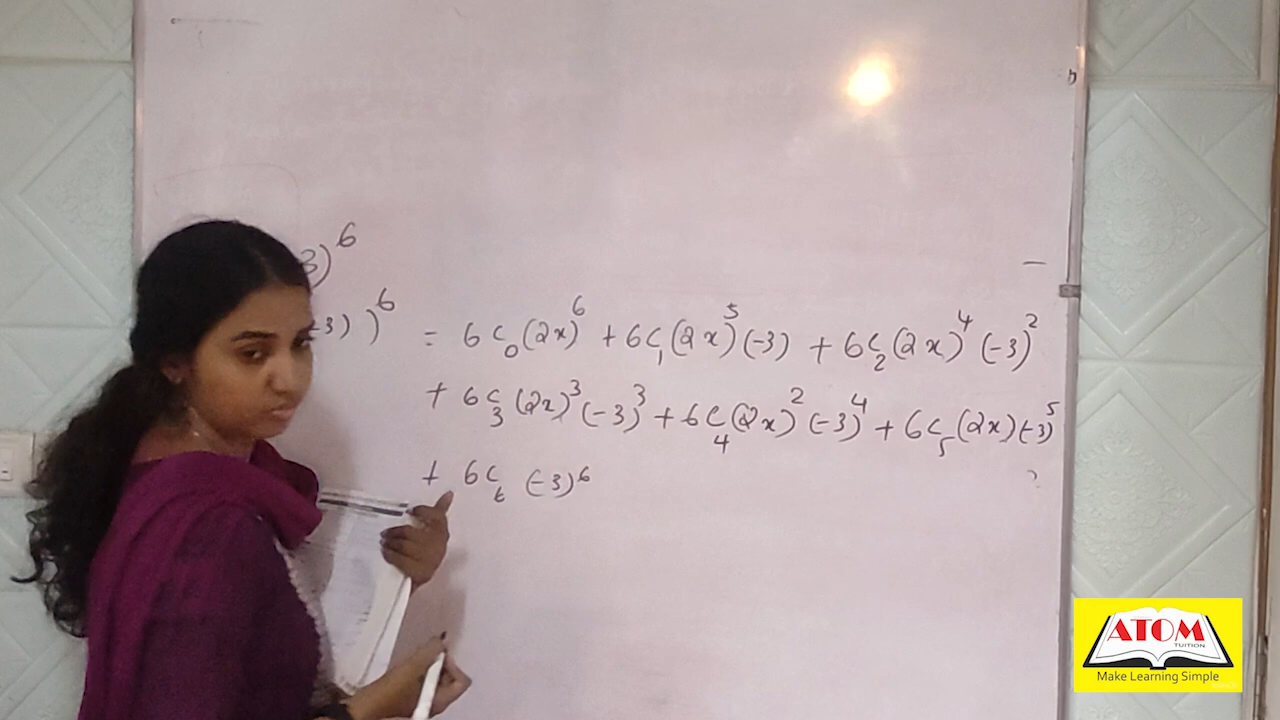 3)^6
(-3))^6 = 6C₀(2x)^6 + 6C₁(2x)^5(-3) + 6C₂(2x)^4(-3)^2
+ 6C₃(2x)^3(-3)^3 + 6C₄(2x)^2(-3)^4 + 6C₅(2x)(-3)^5
+ 6C₆ (-3)^6
ATOM
TUITION
Make Learning Simple